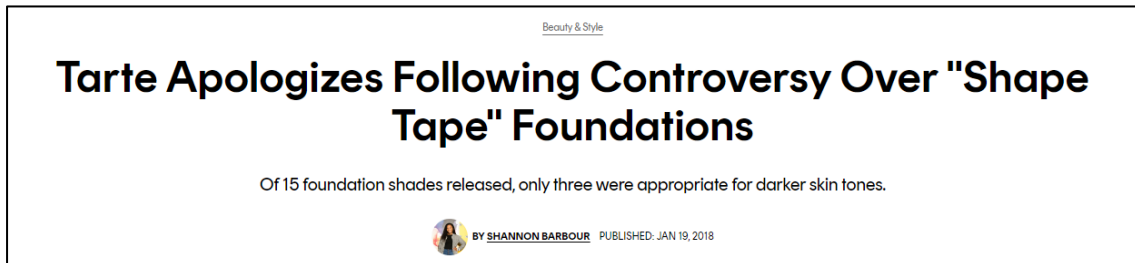 Beauty & Style
Tarte Apologizes Following Controversy Over "Shape
Tape" Foundations
Of 15 foundation shades released, only three were appropriate for darker skin tones.
BY SHANNON BARBOUR PUBLISHED: JAN 19, 2018